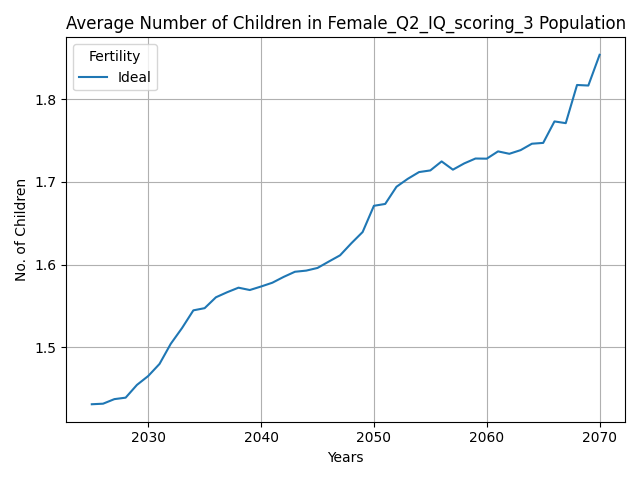 Average Number of Children in Female_Q2_IQ_scoring_3 Population
Fertility
Ideal
No. of Children
1.8
1.7
1.6
1.5
2030 2040 2050 2060 2070
Years